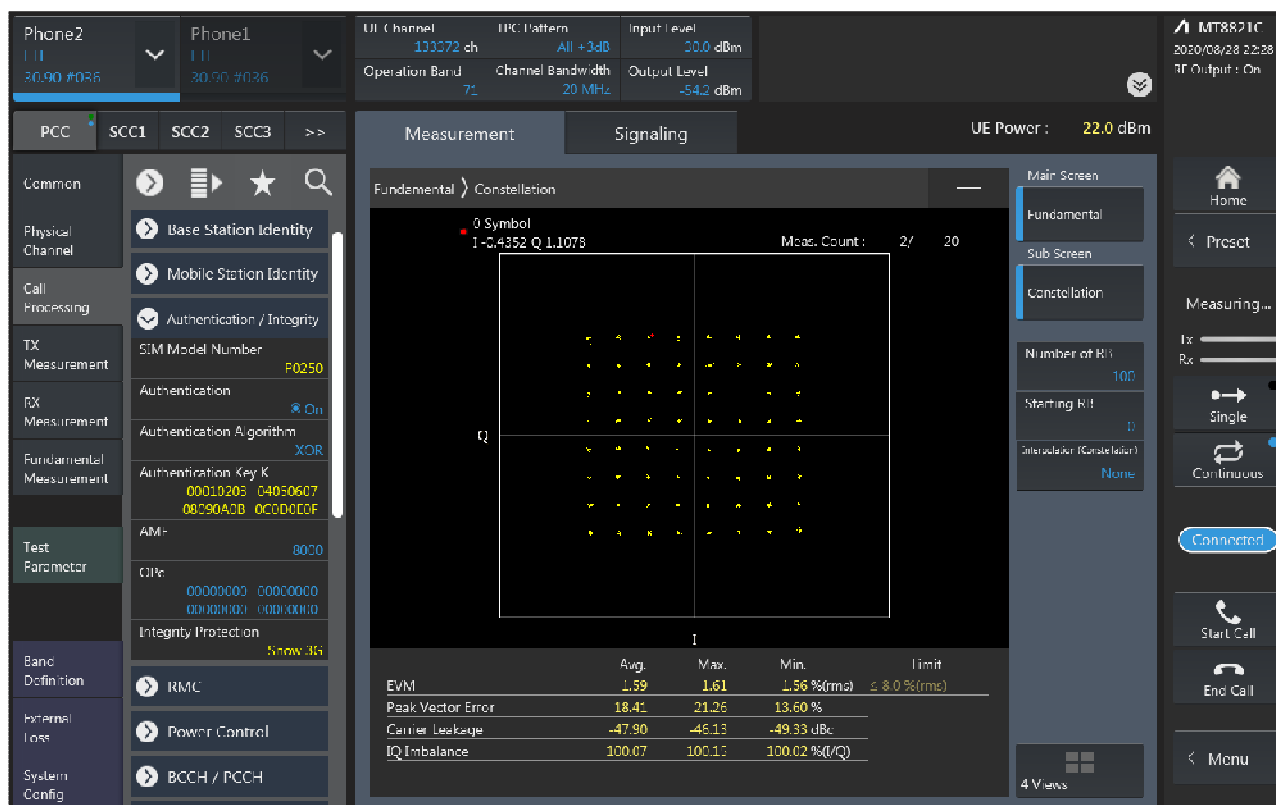 Phone2
LTE
30.90 #036
Phone1
LTE
30.90 #036
UL Channel
133372 ch
TPC Pattern
All +3dB
Input Level
30.0 dBm
Operation Band
71
Channel Bandwidth
20 MHz
Output Level
-54.2 dBm
MT8821C
2020/08/28 22:28
RF Output : On
PCC
SCC1
SCC2
SCC3
>>
Measurement
Signaling
UE Power : 22.0 dBm
Common
Physical
Channel
Call
Processing
TX
Measurement
RX
Measurement
Fundamental
Measurement
Test
Parameter
Band
Definition
External
Loss
System
Config
Base Station Identity
Mobile Station Identity
Authentication / Integrity
SIM Model Number
P0250
Authentication
On
Authentication Algorithm
XOR
Authentication Key K
00010203 04050607
08090A0B 0C0D0E0F
AMF
8000
OPc
00000000 00000000
00000000 00000000
Integrity Protection
Snow 3G
RMC
Power Control
BCCH / PCCH
Fundamental > Constellation
0 Symbol
I -0.4352 Q 1.1078
Meas. Count : 2/ 20
Q
I
Avg. Max. Min. Limit
EVM 1.59 1.61 1.56 %(rms) ≤ 8.0 %(rms)
Peak Vector Error 18.41 21.26 13.60 %
Carrier Leakage -47.90 -46.13 -49.33 dBc
IQ Imbalance 100.07 100.15 100.02 %(I/Q)
Main Screen
Fundamental
Sub Screen
Constellation
Number of RB
100
Starting RB
0
Interpolation (Constellation)
None
4 Views
Home
< Preset
Measuring...
Tx
Rx
Single
Continuous
Connected
Start Call
End Call
< Menu